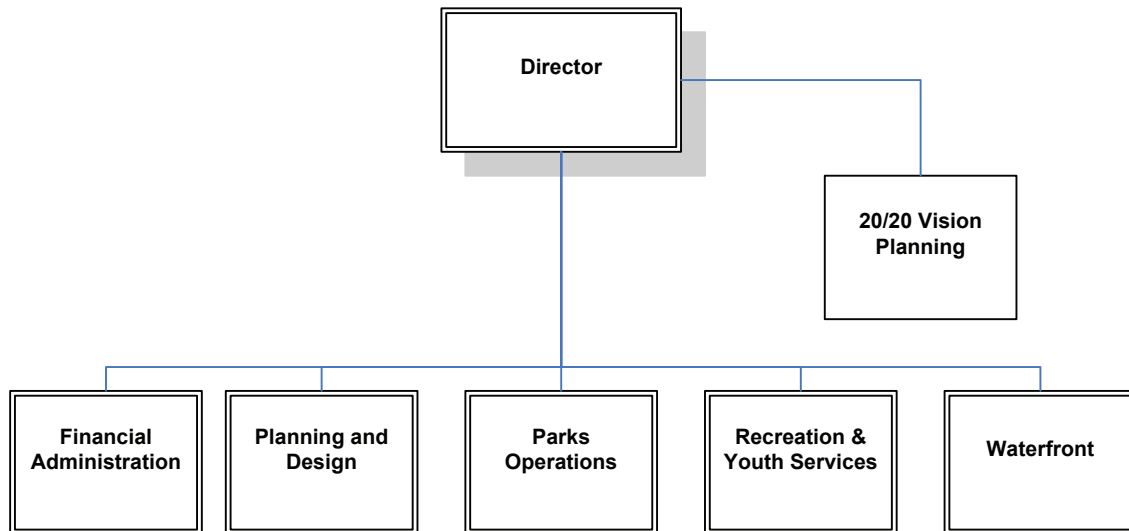 Director
20/20 Vision
Planning
Financial
Administration
Planning and
Design
Parks
Operations
Recreation &
Youth Services
Waterfront